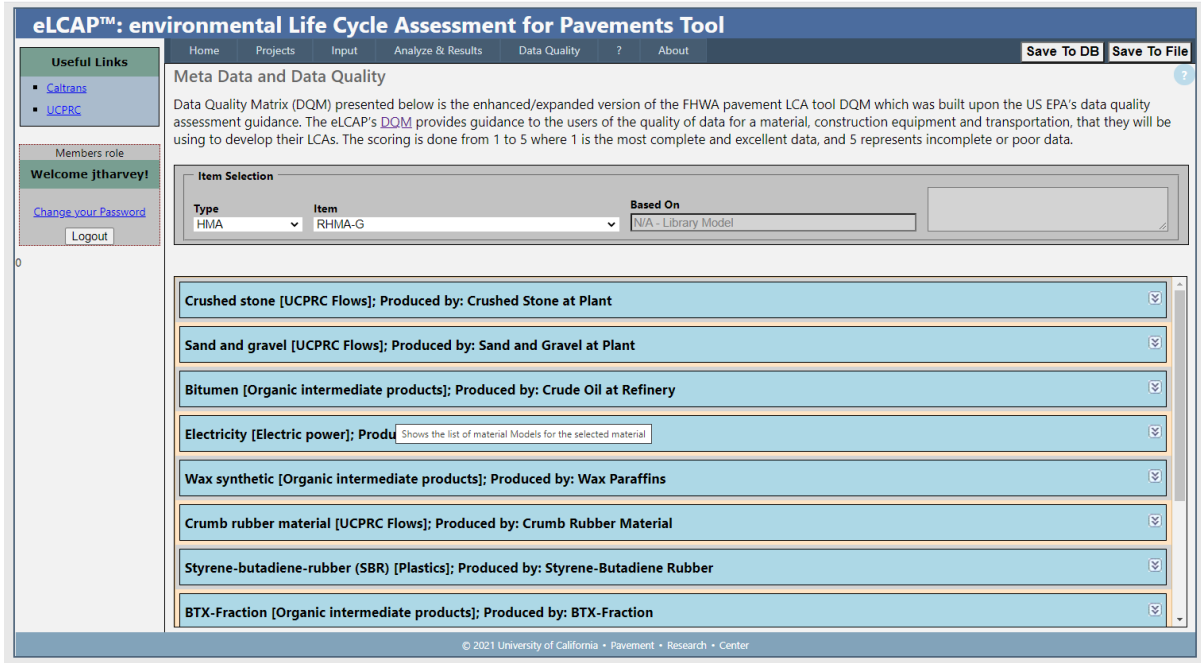 eLCAP™: environmental Life Cycle Assessment for Pavements Tool
Useful Links
Caltrans
UCPRC
Members role
Welcome jtharvey!
Change your Password
Logout
0
Home Projects Input Analyze & Results Data Quality ? About
Save To DB Save To File
Meta Data and Data Quality
?
Data Quality Matrix (DQM) presented below is the enhanced/expanded version of the FHWA pavement LCA tool DQM which was built upon the US EPA's data quality
assessment guidance. The eLCAP's DQM provides guidance to the users of the quality of data for a material, construction equipment and transportation, that they will be
using to develop their LCAs. The scoring is done from 1 to 5 where 1 is the most complete and excellent data, and 5 represents incomplete or poor data.
Item Selection
Type Item Based On
HMA RHMA-G N/A - Library Model
Crushed stone [UCPRC Flows]; Produced by: Crushed Stone at Plant
Sand and gravel [UCPRC Flows]; Produced by: Sand and Gravel at Plant
Bitumen [Organic intermediate products]; Produced by: Crude Oil at Refinery
Electricity [Electric power]; Produ
Shows the list of material Models for the selected material
Wax synthetic [Organic intermediate products]; Produced by: Wax Paraffins
Crumb rubber material [UCPRC Flows]; Produced by: Crumb Rubber Material
Styrene-butadiene-rubber (SBR) [Plastics]; Produced by: Styrene-Butadiene Rubber
BTX-Fraction [Organic intermediate products]; Produced by: BTX-Fraction
© 2021 University of California • Pavement • Research • Center